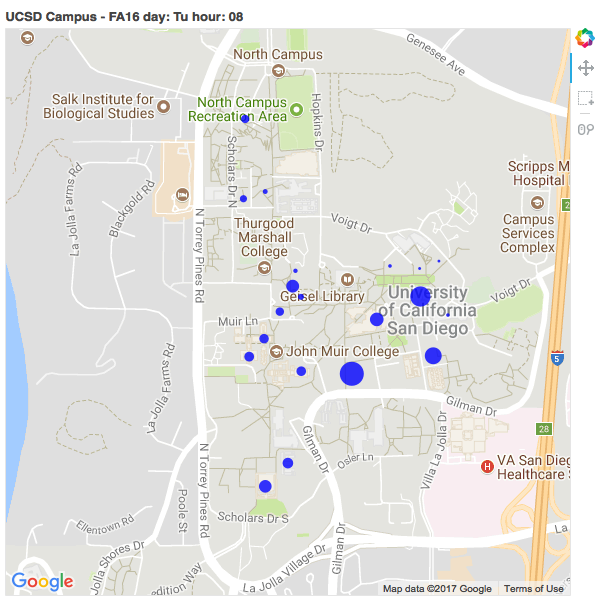 UCSD Campus - FA16 day: Tu hour: 08
Genesee Ave
North Campus
Salk Institute for
Biological Studies
North Campus
Recreation Area
Hopkins Dr
Scholars Dr N
La Jolla Farms Rd
Blackgold Rd
N Torrey Pines Rd
Scripps M
Hospital
2
Campus
Services
Complex
Voigt Dr
Thurgood
Marshall
College
Geisel Library
University
of California
San Diego
Voigt Dr
Muir Ln
John Muir College
5
La Jolla Farms Rd
Gilman Dr
28
Gilman Dr
Villa La Jolla Dr
Osler Ln
H
VA San Dieg
Healthcare S
N Torrey Pines Rd
Poole St
Ellentown Rd
Scholars Dr S
La Jolla Shores Dr
Gilman Dr
La
La Jolla Village Dr
edition Way
Google
Map data ©2017 Google
Terms of Use